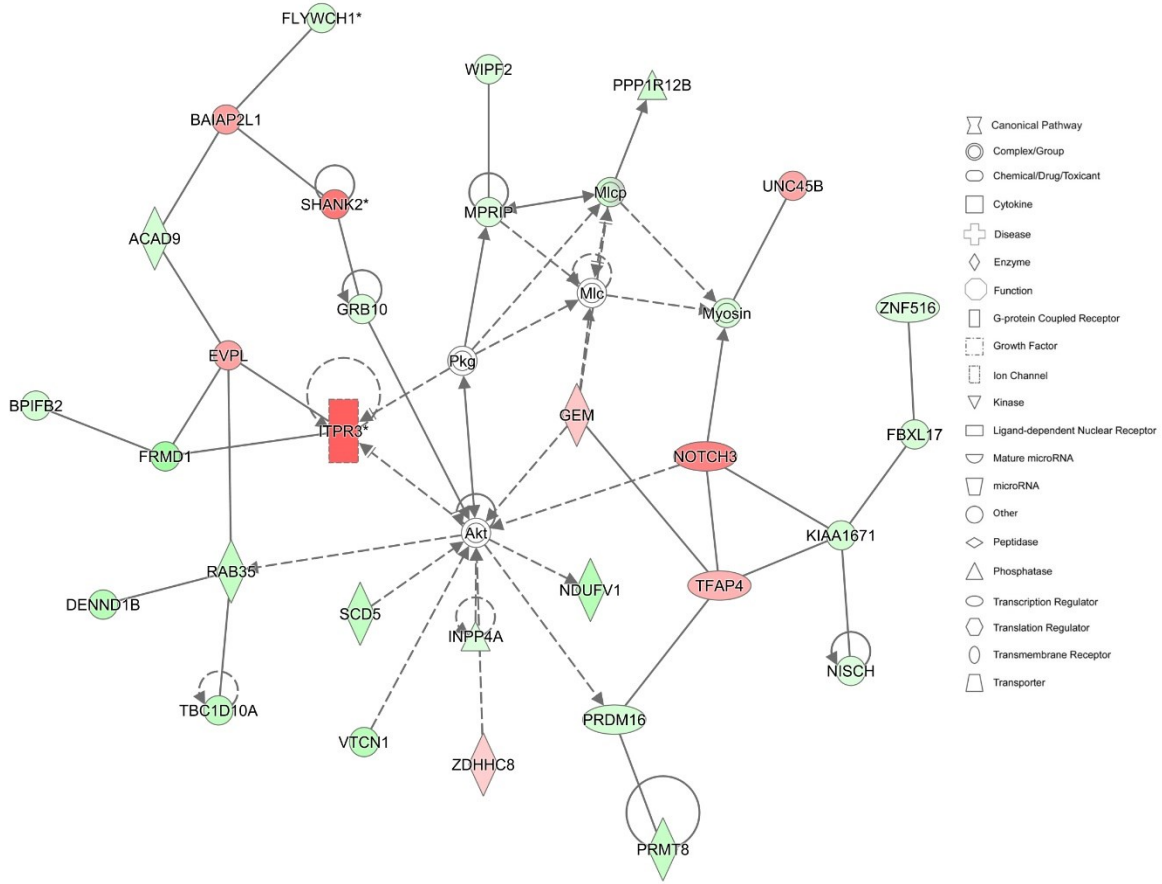 FLYWCH1*
WIPF2
PPP1R12B
BAIAP2L1
UNC45B
SHANK2*
Mlcp
MPRIP
ACAD9
Mlc
GRB10
Myosin
ZNF516
EVPL
Pkg
BPIFB2
GEM
ITPR3*
FBXL17
FRMD1
NOTCH3
Akt
KIAA1671
RAB35
TFAP4
DENND1B
SCD5
NDUFV1
INPP4A
NISCH
TBC1D10A
PRDM16
VTCN1
ZDHHC8
PRMT8
Canonical Pathway
Complex/Group
Chemical/Drug/Toxicant
Cytokine
Disease
Enzyme
Function
G-protein Coupled Receptor
Growth Factor
Ion Channel
Kinase
Ligand-dependent Nuclear Receptor
Mature microRNA
microRNA
Other
Peptidase
Phosphatase
Transcription Regulator
Translation Regulator
Transmembrane Receptor
Transporter